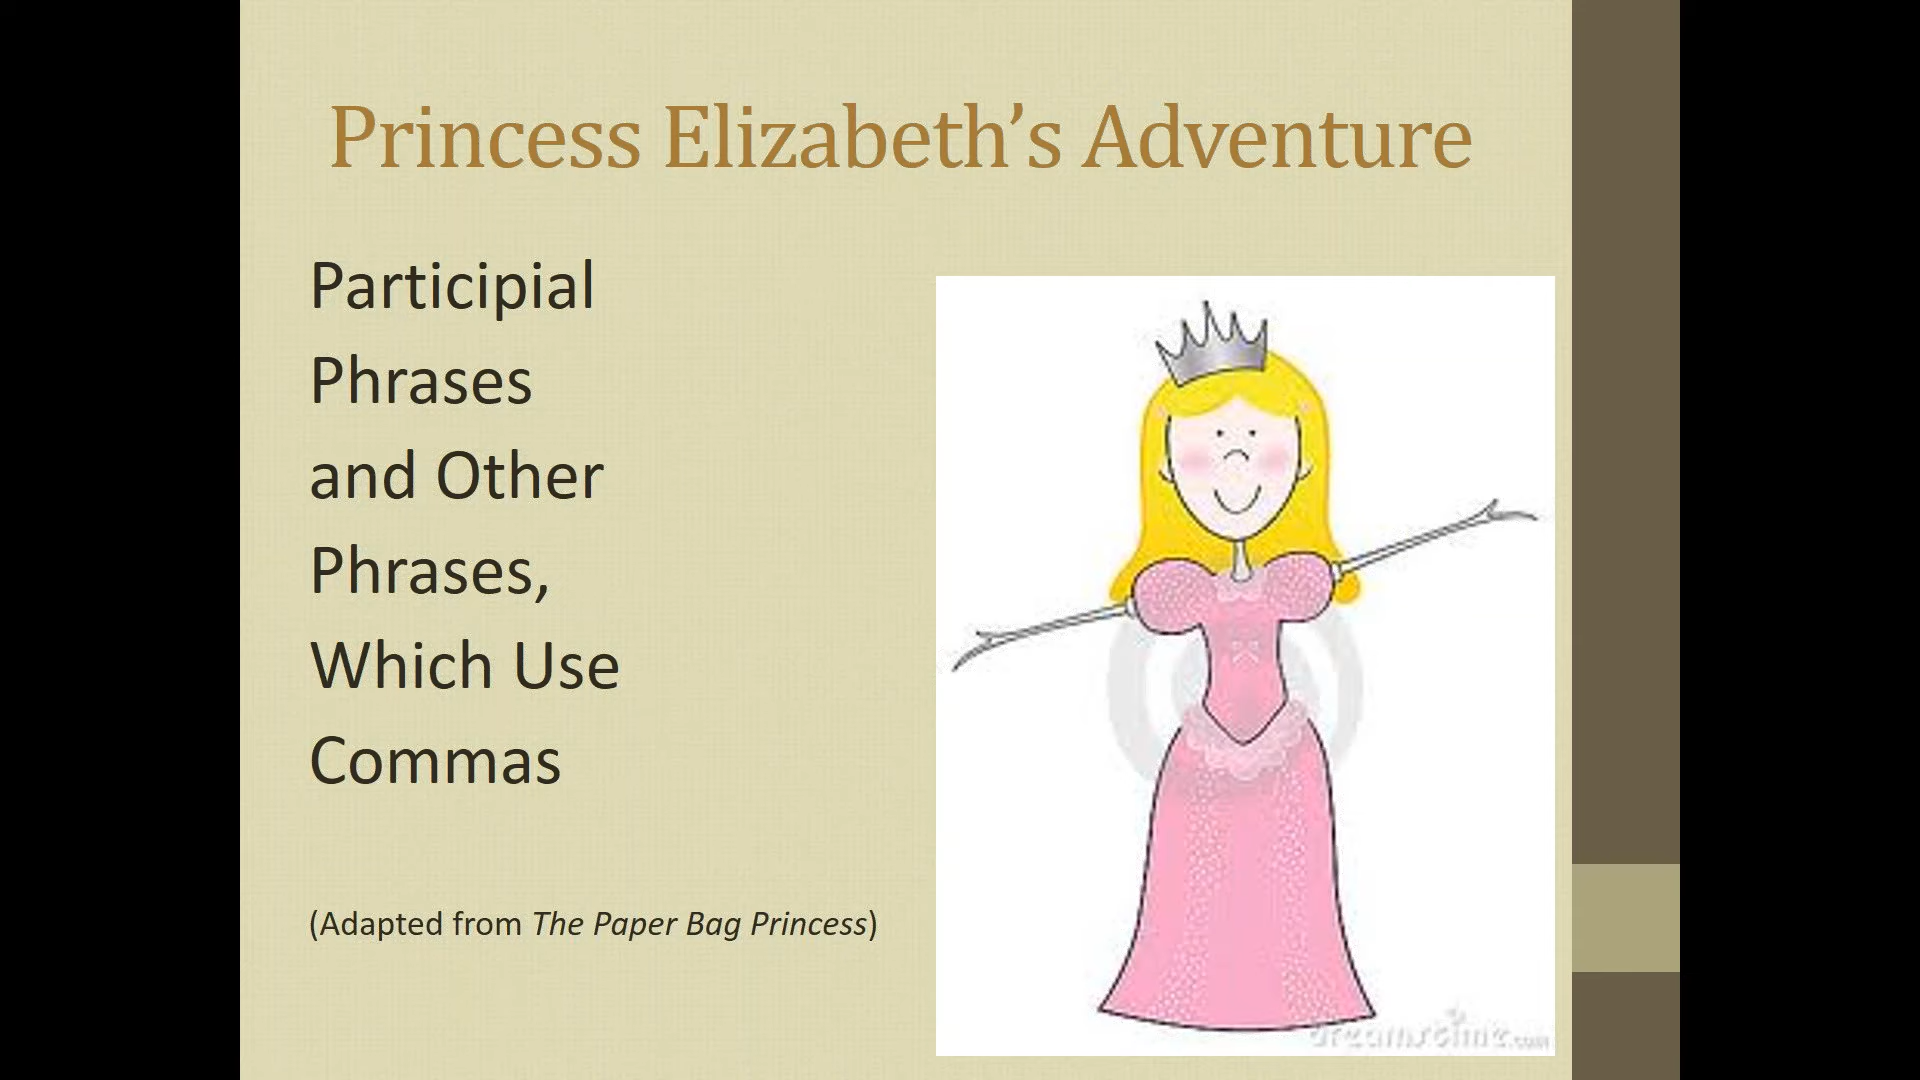 Princess Elizabeth’s Adventure
Participial
Phrases
and Other
Phrases,
Which Use
Commas
(Adapted from The Paper Bag Princess)
dreamstime.com